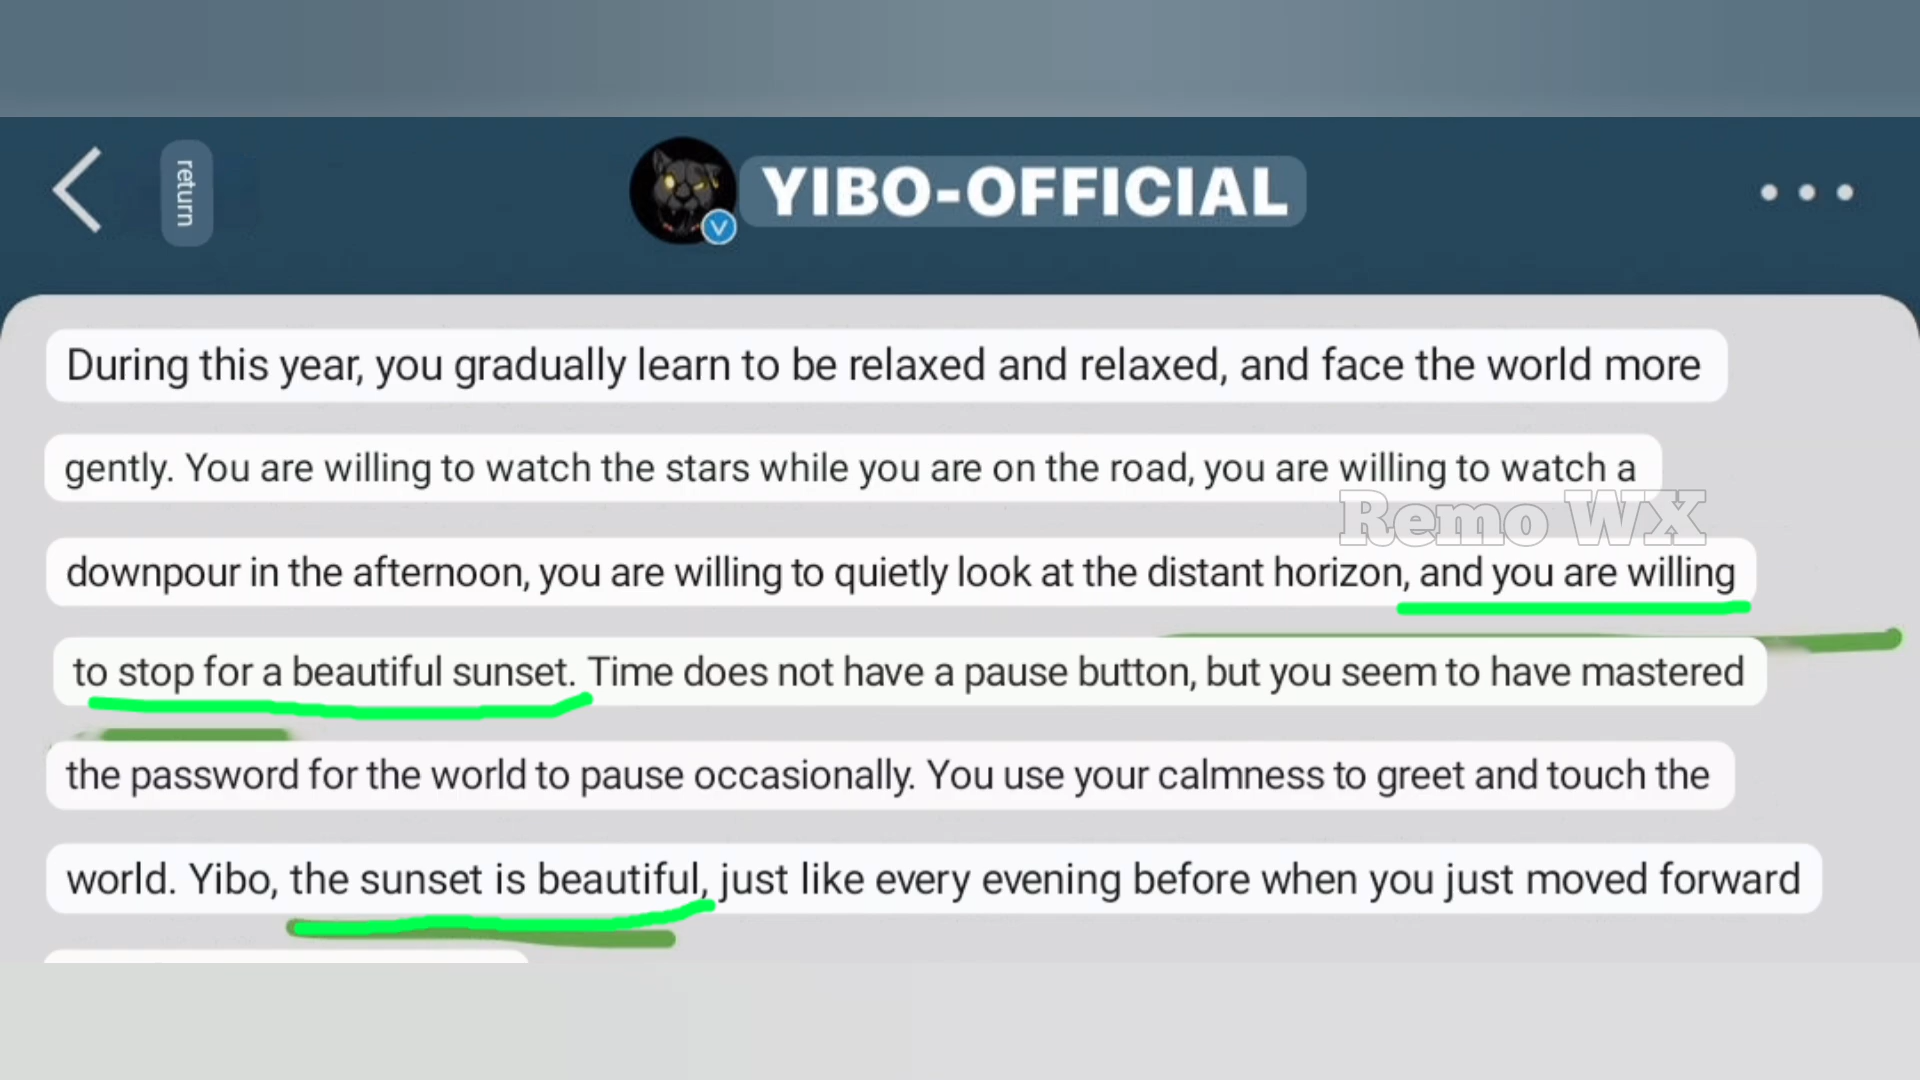 return
YIBO-OFFICIAL
During this year, you gradually learn to be relaxed and relaxed, and face the world more
gently. You are willing to watch the stars while you are on the road, you are willing to watch a
Remo WX
downpour in the afternoon, you are willing to quietly look at the distant horizon, and you are willing
to stop for a beautiful sunset. Time does not have a pause button, but you seem to have mastered
the password for the world to pause occasionally. You use your calmness to greet and touch the
world. Yibo, the sunset is beautiful, just like every evening before when you just moved forward